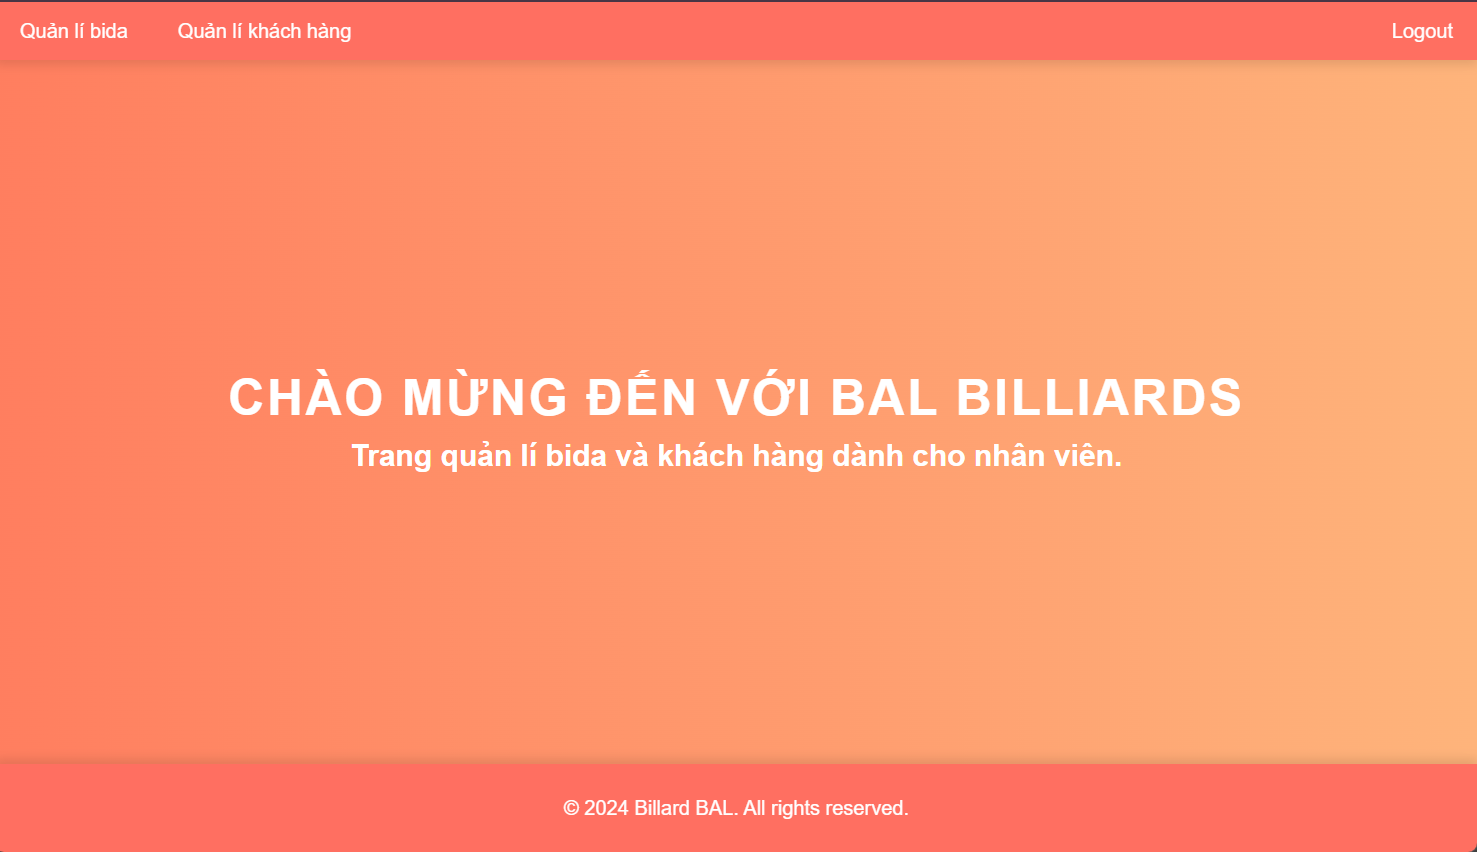 Quản lí bida
Quản lí khách hàng
Logout
CHÀO MỪNG ĐẾN VỚI BAL BILLIARDS
Trang quản lí bida và khách hàng dành cho nhân viên.
© 2024 Billard BAL. All rights reserved.